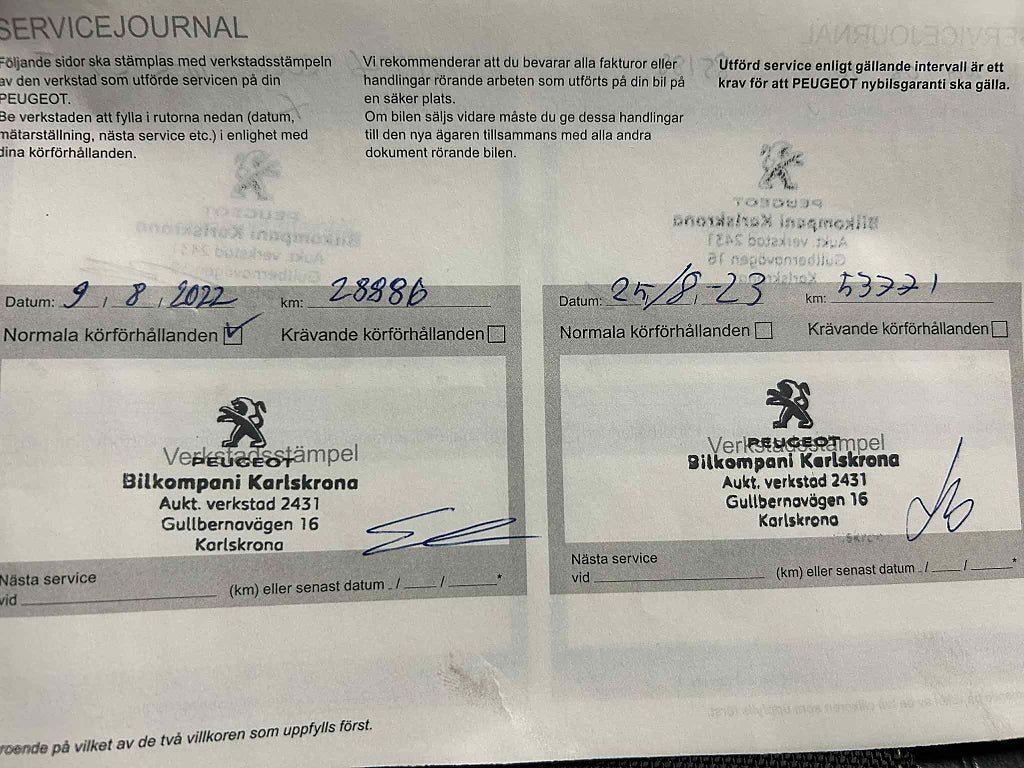 SERVICEJOURNAL
Följande sidor ska stämplas med verkstadsstämpeln
av den verkstad som utförde servicen på din
PEUGEOT.
Be verkstaden att fylla i rutorna nedan (datum,
mätarställning, nästa service etc.) i enlighet med
dina körförhållanden.
Vi rekommenderar att du bevarar alla fakturor eller
handlingar rörande arbeten som utförts på din bil på
en säker plats.
Om bilen säljs vidare måste du ge dessa handlingar
till den nya ägaren tillsammans med alla andra
dokument rörande bilen.
Utförd service enligt gällande intervall är ett
krav för att PEUGEOT nybilsgaranti ska gälla.
Datum: 9 / 8 / 2022 km: 28886
Normala körförhållanden Krävande körförhållanden
Verkstadsstämpel
PEUGEOT
Bilkompani Karlskrona
Aukt. verkstad 2431
Gullbernavägen 16
Karlskrona
Nästa service
vid (km) eller senast datum / / *
Datum: 25/8-23 km: 53771
Normala körförhållanden Krävande körförhållanden
Verkstadsstämpel
PEUGEOT
Bilkompani Karlskrona
Aukt. verkstad 2431
Gullbernavägen 16
Karlskrona
Nästa service
vid (km) eller senast datum / / *
roende på vilket av de två villkoren som uppfylls först.